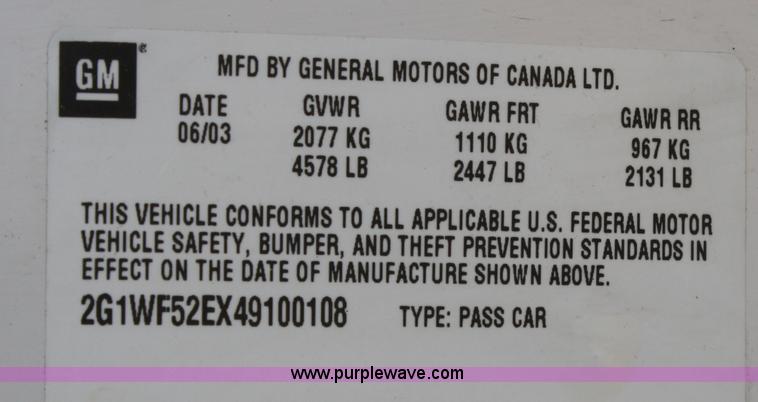 GM®
MFD BY GENERAL MOTORS OF CANADA LTD.
DATE GVWR GAWR FRT GAWR RR
06/03 2077 KG 1110 KG 967 KG
4578 LB 2447 LB 2131 LB
THIS VEHICLE CONFORMS TO ALL APPLICABLE U.S. FEDERAL MOTOR
VEHICLE SAFETY, BUMPER, AND THEFT PREVENTION STANDARDS IN
EFFECT ON THE DATE OF MANUFACTURE SHOWN ABOVE.
2G1WF52EX49100108 TYPE: PASS CAR
www.purplewave.com